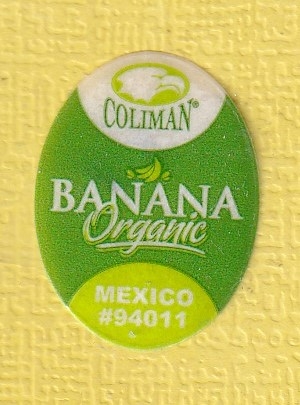 COLIMAN®
BANANA
Organic
MEXICO
#94011